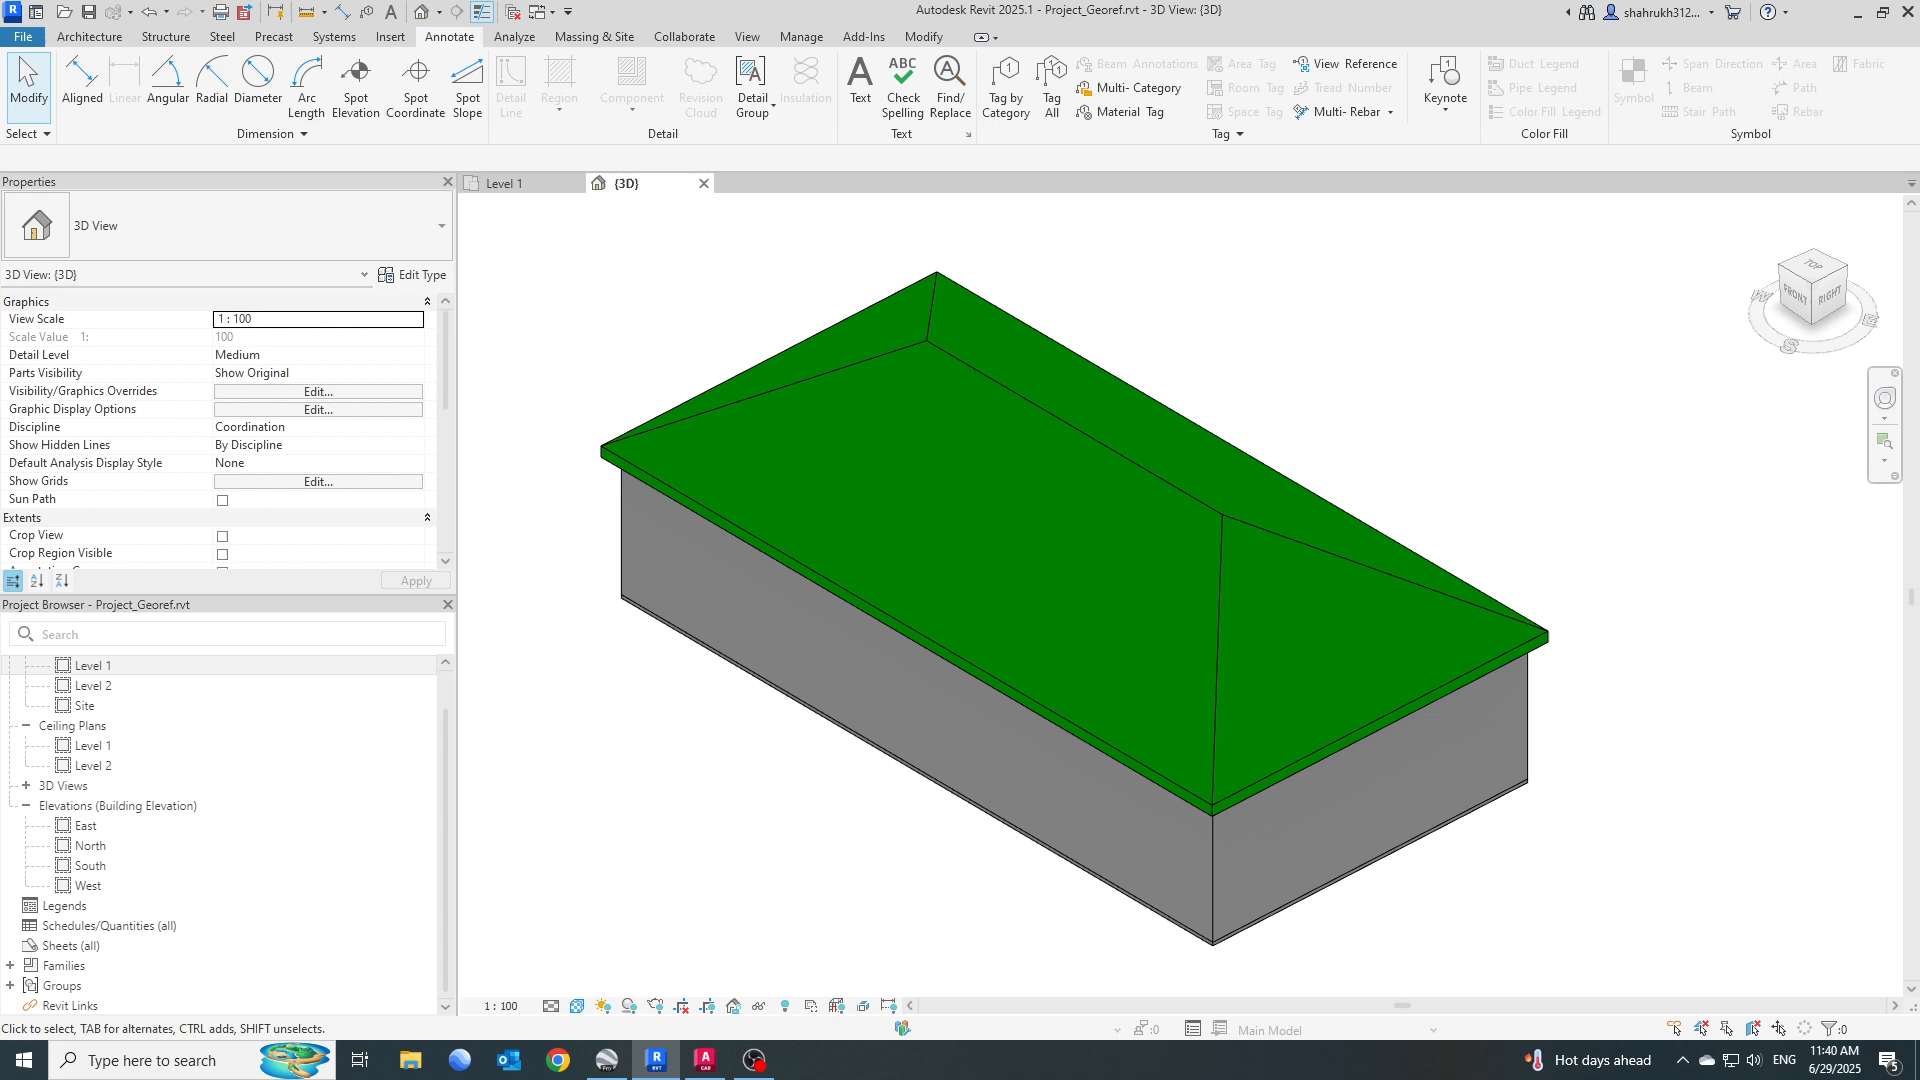 Autodesk Revit 2025.1 - Project_Georef.rvt - 3D View: {3D}
shahrukh312...
File Architecture Structure Steel Precast Systems Insert Annotate Analyze Massing & Site Collaborate View Manage Add-Ins Modify
Modify
Aligned
Linear
Angular
Radial
Diameter
Arc Length
Spot Elevation
Spot Coordinate
Spot Slope
Detail Line
Region
Component
Revision Cloud
Detail Group
Insulation
Text
ABC
Check Spelling
Find/ Replace
Tag by Category
Tag All
Beam Annotations
Multi- Category
Material Tag
Area Tag
Room Tag
Space Tag
View Reference
Tread Number
Multi- Rebar
Keynote
Duct Legend
Pipe Legend
Color Fill Legend
Symbol
Span Direction
Beam
Stair Path
Area
Path
Rebar
Fabric
Select
Dimension
Detail
Text
Tag
Color Fill
Symbol
Properties
3D View
3D View: {3D}
Edit Type
Graphics
View Scale 1 : 100
Scale Value 1: 100
Detail Level Medium
Parts Visibility Show Original
Visibility/Graphics Overrides Edit...
Graphic Display Options Edit...
Discipline Coordination
Show Hidden Lines By Discipline
Default Analysis Display Style None
Show Grids Edit...
Sun Path
Extents
Crop View
Crop Region Visible
Apply
Project Browser - Project_Georef.rvt
Search
Level 1
Level 2
Site
Ceiling Plans
Level 1
Level 2
3D Views
Elevations (Building Elevation)
East
North
South
West
Legends
Schedules/Quantities (all)
Sheets (all)
Families
Groups
Revit Links
Level 1
{3D}
TOP
FRONT
RIGHT
W
S
E
1 : 100
Click to select, TAB for alternates, CTRL adds, SHIFT unselects.
:0
Main Model
:0
Type here to search
Hot days ahead
ENG
11:40 AM
6/29/2025
5